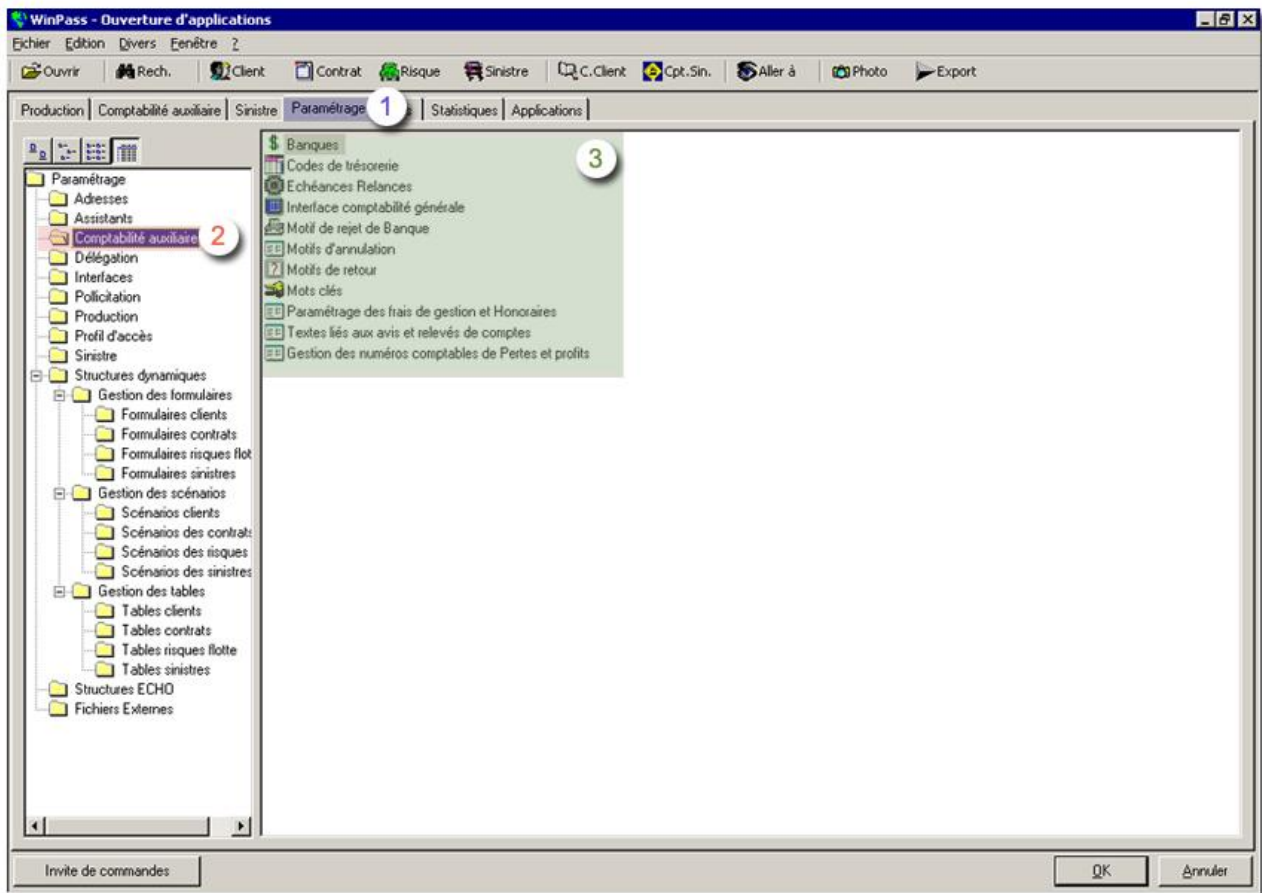 WinPass - Ouverture d'applications
Fichier Edition Divers Fenêtre ?
Ouvrir Rech. Client Contrat Risque Sinistre C.Client Cpt.Sin. Aller à Photo Export
Production Comptabilité auxiliaire Sinistre Paramétrage 1 Statistiques Applications
Paramétrage
Adresses
Assistants
Comptabilité auxiliaire 2
Délégation
Interfaces
Pollicitation
Production
Profil d'accès
Sinistre
Structures dynamiques
Gestion des formulaires
Formulaires clients
Formulaires contrats
Formulaires risques flot
Formulaires sinistres
Gestion des scénarios
Scénarios clients
Scénarios des contrats
Scénarios des risques
Scénarios des sinistres
Gestion des tables
Tables clients
Tables contrats
Tables risques flotte
Tables sinistres
Structures ECHO
Fichiers Externes
Banques 3
Codes de trésorerie
Echéances Relances
Interface comptabilité générale
Motif de rejet de Banque
Motifs d'annulation
Motifs de retour
Mots clés
Paramétrage des frais de gestion et Honoraires
Textes liés aux avis et relevés de comptes
Gestion des numéros comptables de Pertes et profits
Invite de commandes OK Annuler